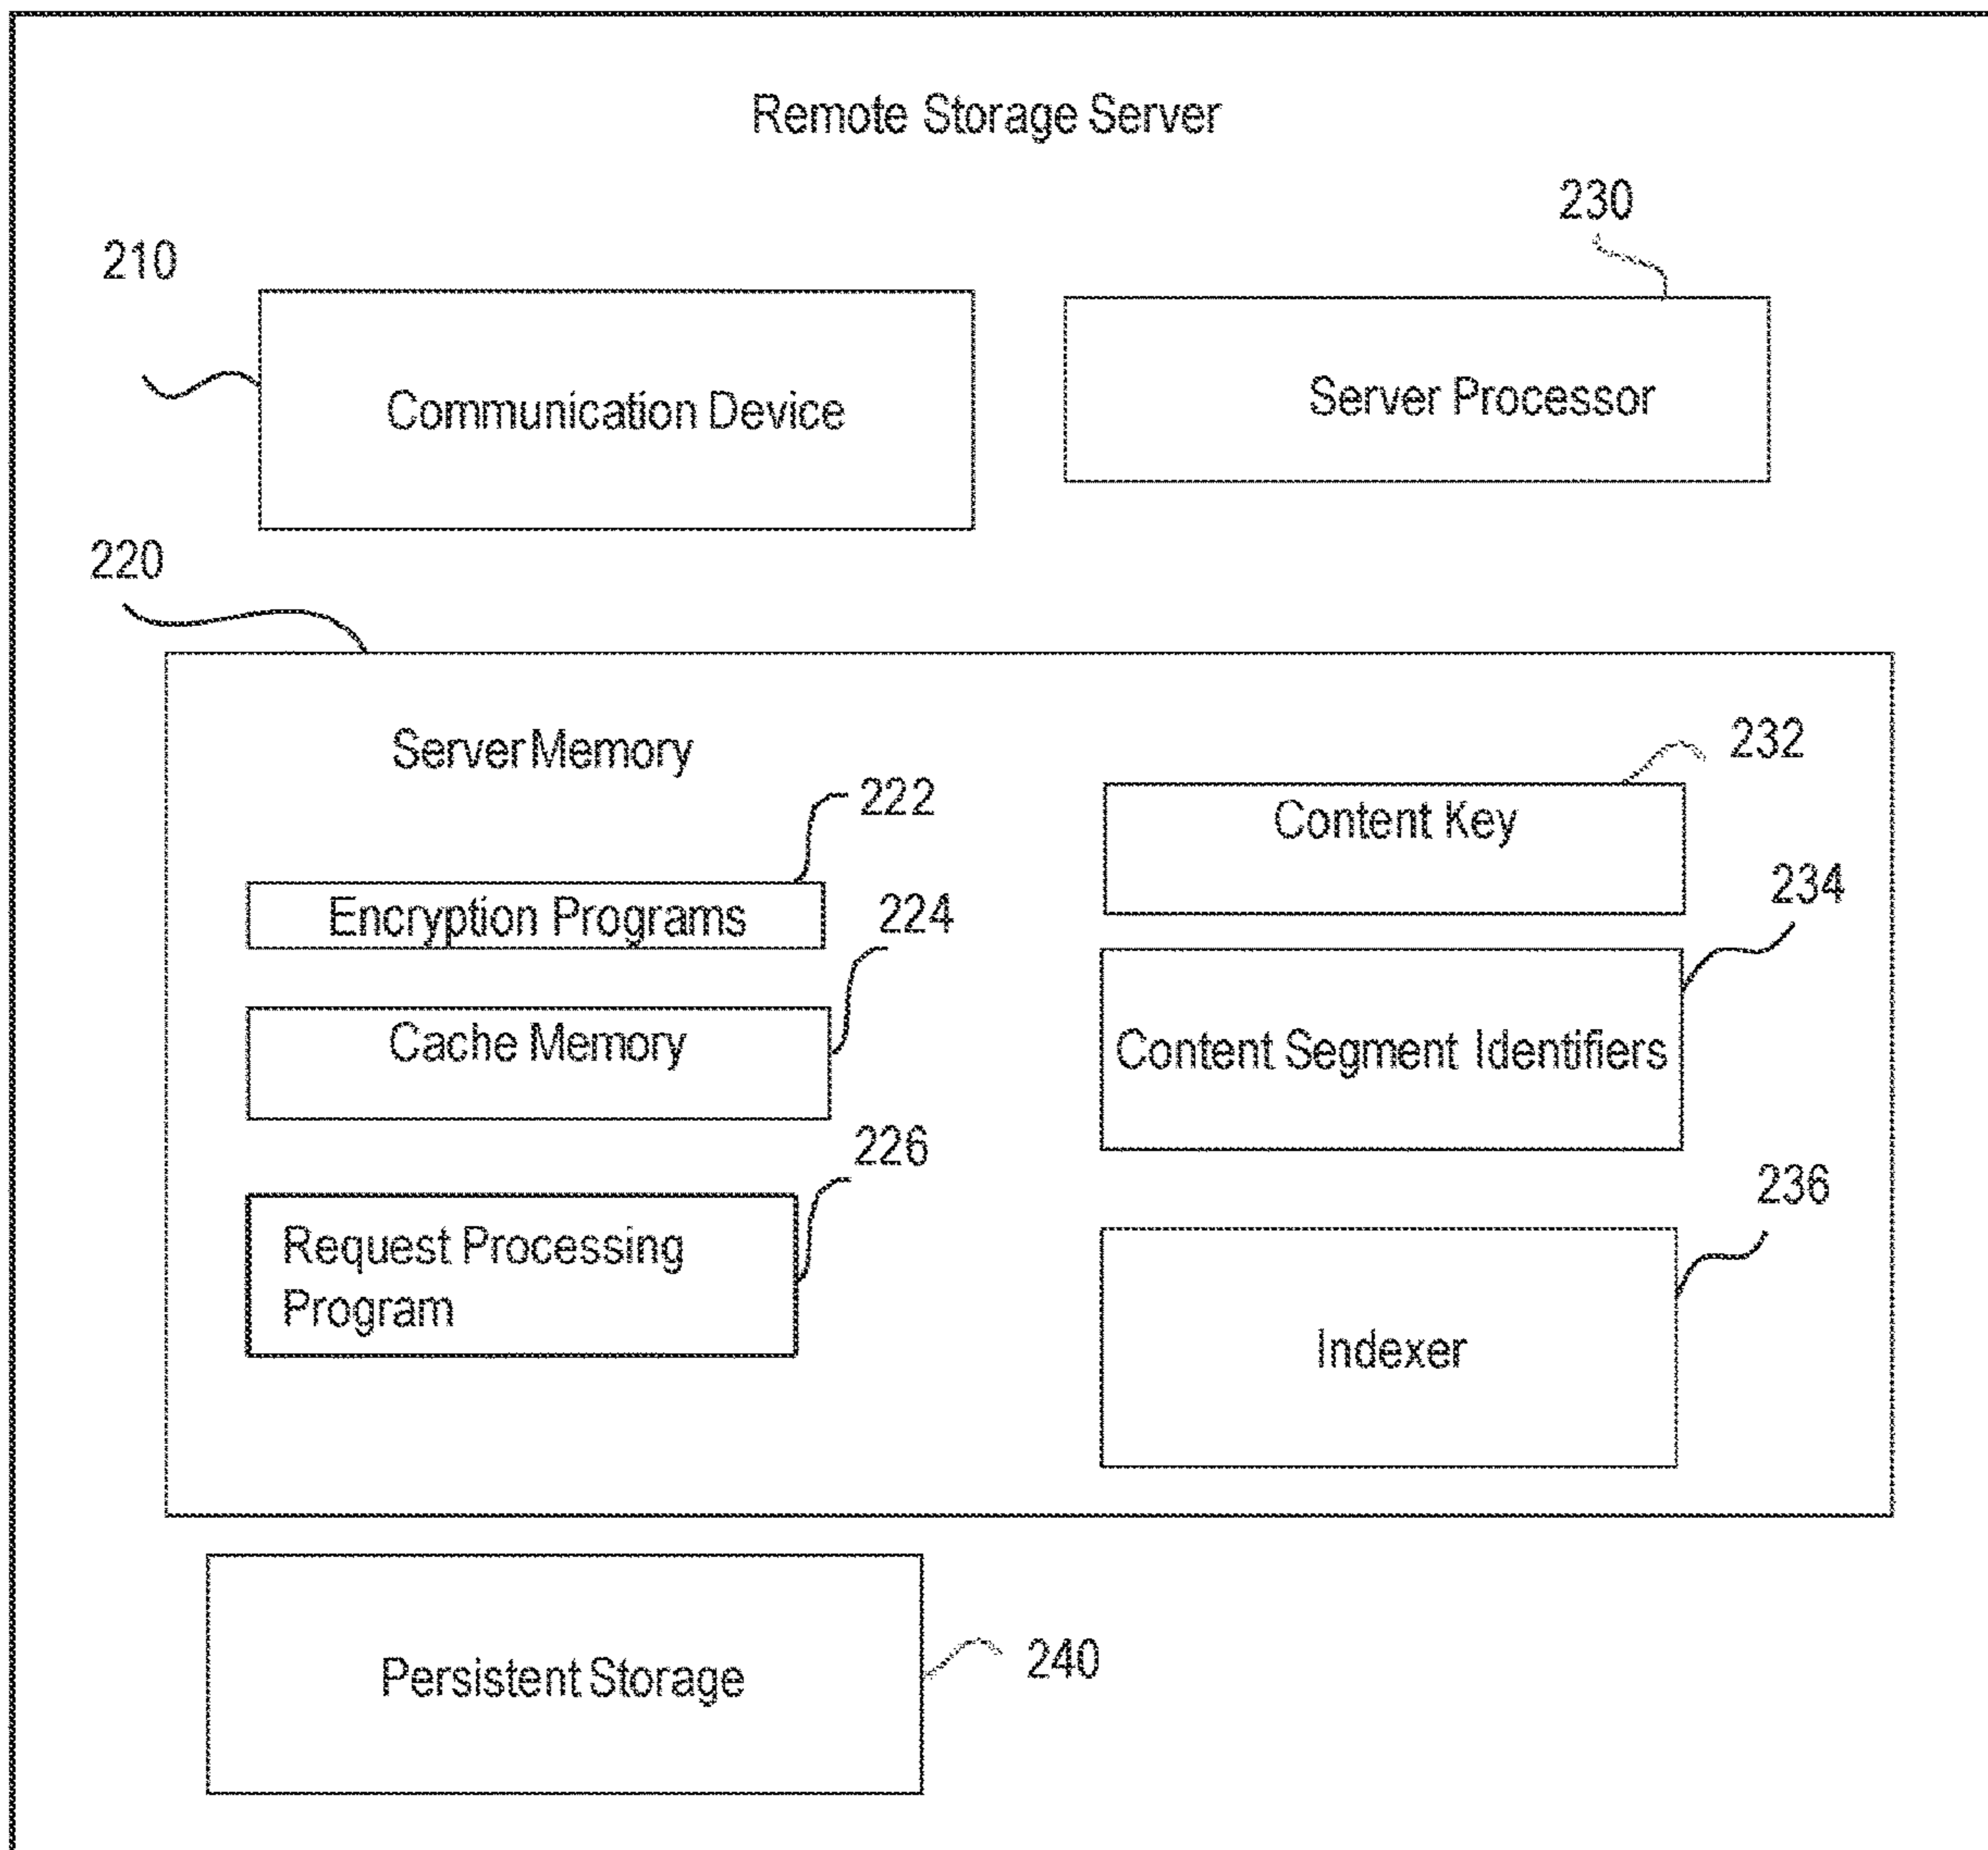 Remote Storage Server
230
210
Communication Device
Server Processor
220
Server Memory
232
222
Content Key
Encryption Programs
224
234
Cache Memory
Content Segment Identifiers
226
236
Request Processing
Program
Indexer
240
Persistent Storage